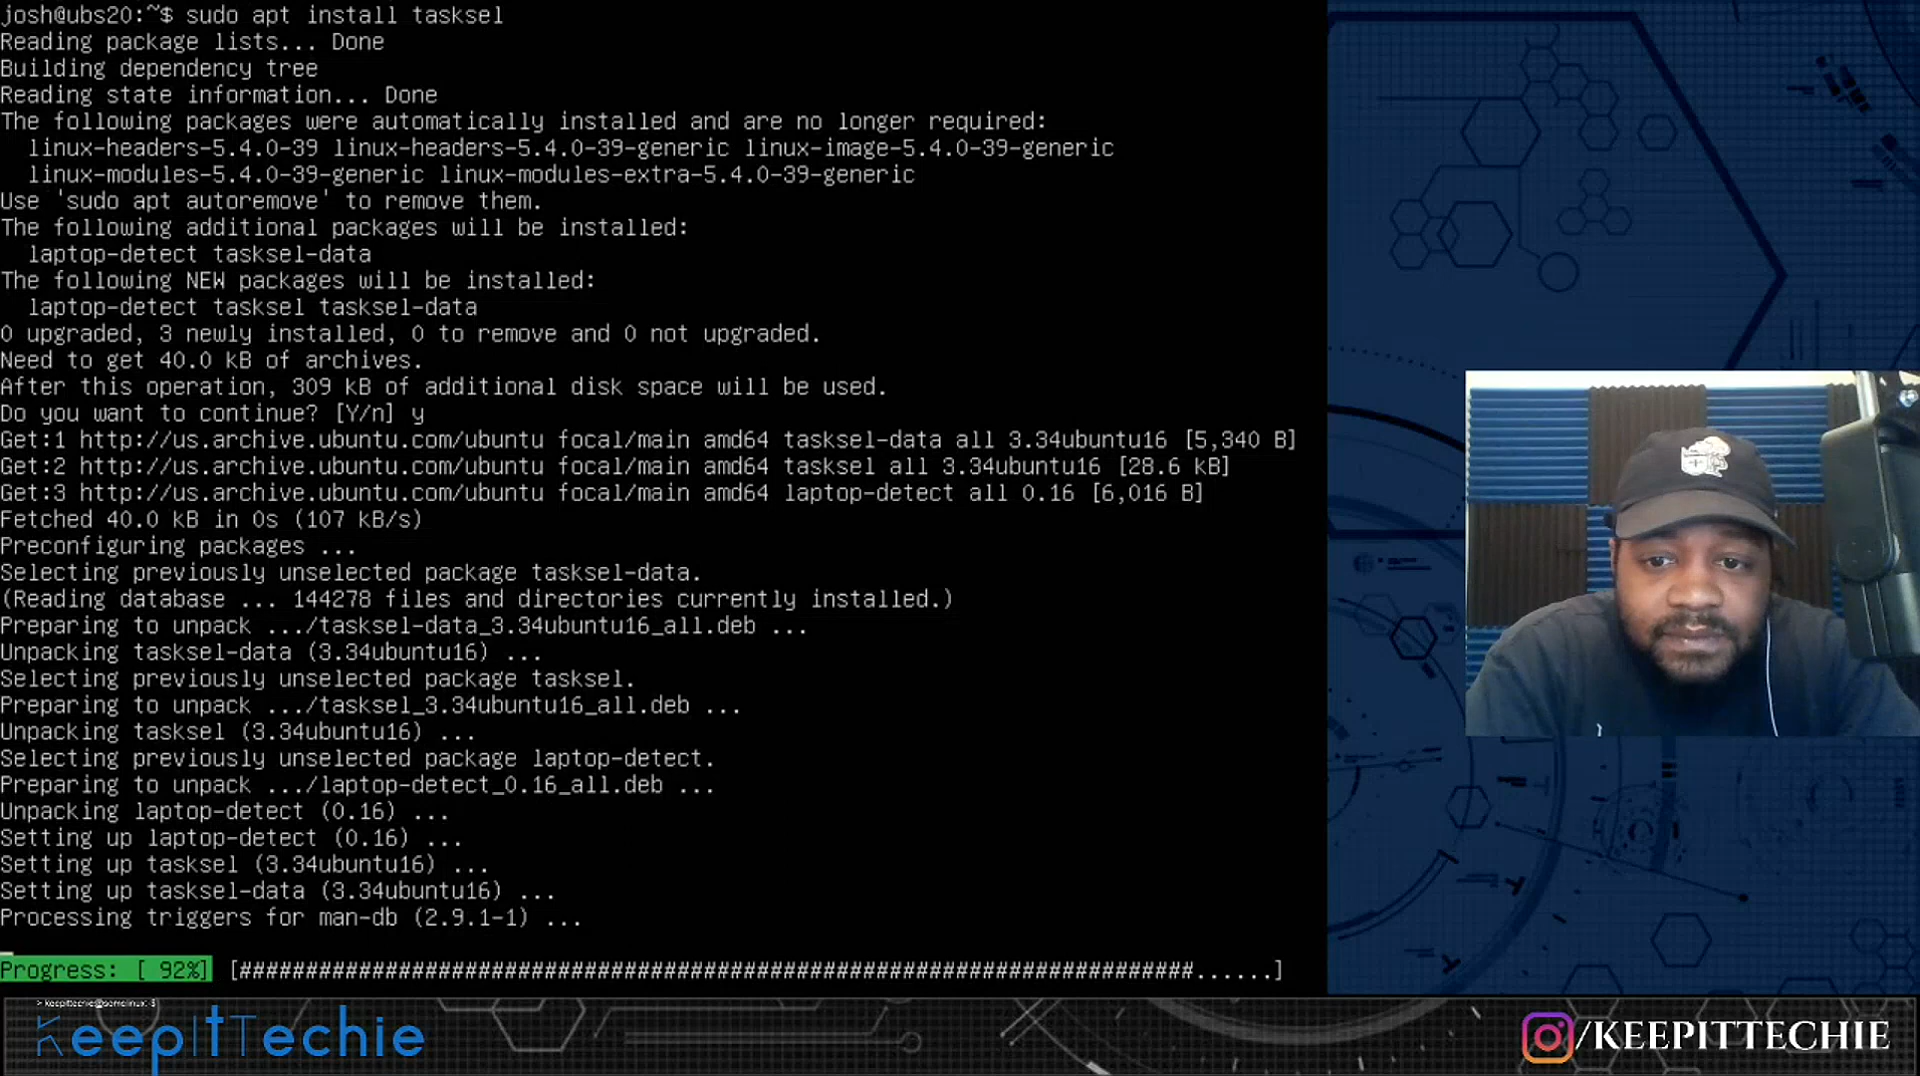 josh@ubs20:~$ sudo apt install tasksel
Reading package lists... Done
Building dependency tree
Reading state information... Done
The following packages were automatically installed and are no longer required:
  linux-headers-5.4.0-39 linux-headers-5.4.0-39-generic linux-image-5.4.0-39-generic
  linux-modules-5.4.0-39-generic linux-modules-extra-5.4.0-39-generic
Use 'sudo apt autoremove' to remove them.
The following additional packages will be installed:
  laptop-detect tasksel-data
The following NEW packages will be installed:
  laptop-detect tasksel tasksel-data
0 upgraded, 3 newly installed, 0 to remove and 0 not upgraded.
Need to get 40.0 kB of archives.
After this operation, 309 kB of additional disk space will be used.
Do you want to continue? [Y/n] y
Get:1 http://us.archive.ubuntu.com/ubuntu focal/main amd64 tasksel-data all 3.34ubuntu16 [5,340 B]
Get:2 http://us.archive.ubuntu.com/ubuntu focal/main amd64 tasksel all 3.34ubuntu16 [28.6 kB]
Get:3 http://us.archive.ubuntu.com/ubuntu focal/main amd64 laptop-detect all 0.16 [6,016 B]
Fetched 40.0 kB in 0s (107 kB/s)
Preconfiguring packages ...
Selecting previously unselected package tasksel-data.
(Reading database ... 144278 files and directories currently installed.)
Preparing to unpack .../tasksel-data_3.34ubuntu16_all.deb ...
Unpacking tasksel-data (3.34ubuntu16) ...
Selecting previously unselected package tasksel.
Preparing to unpack .../tasksel_3.34ubuntu16_all.deb ...
Unpacking tasksel (3.34ubuntu16) ...
Selecting previously unselected package laptop-detect.
Preparing to unpack .../laptop-detect_0.16_all.deb ...
Unpacking laptop-detect (0.16) ...
Setting up laptop-detect (0.16) ...
Setting up tasksel (3.34ubuntu16) ...
Setting up tasksel-data (3.34ubuntu16) ...
Processing triggers for man-db (2.9.1-1) ...
Progress: [ 92%] [########################################################################......]
> keepittechie@somelinux: $
KeepItTechie
/KEEPITTECHIE